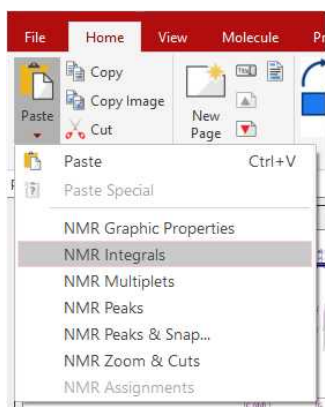 File Home View Molecule
Copy
Copy Image
Cut
Paste
New
Page
Paste Ctrl+V
Paste Special
NMR Graphic Properties
NMR Integrals
NMR Multiplets
NMR Peaks
NMR Peaks & Snap...
NMR Zoom & Cuts
NMR Assignments